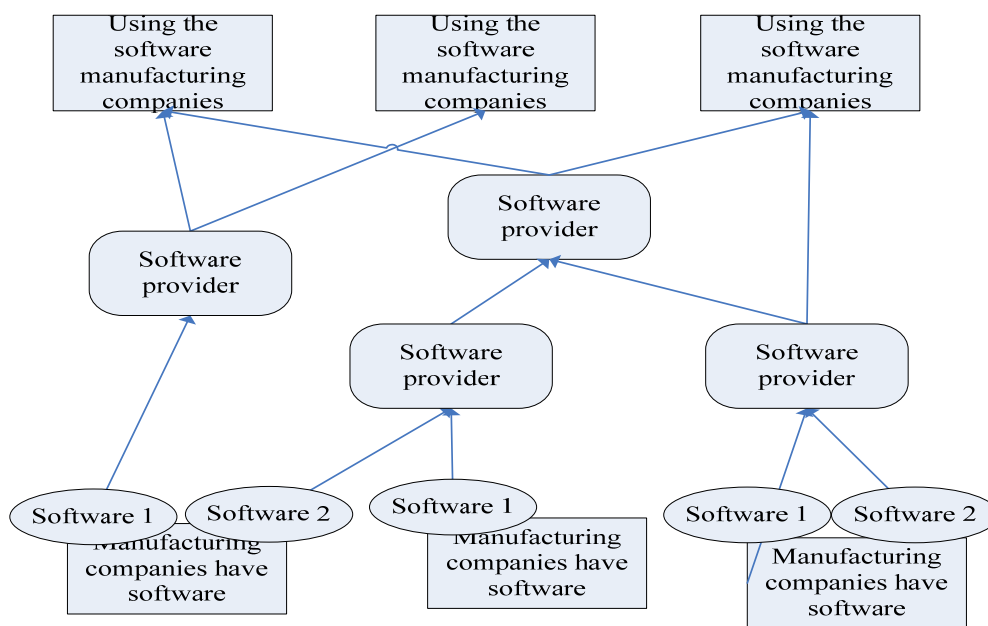 Using the
software
manufacturing
companies
Using the
software
manufacturing
companies
Using the
software
manufacturing
companies
Software
provider
Software
provider
Software
provider
Software
provider
Software 1
Software 2
Software 1
Software 1
Software 2
Manufacturing
companies have
software
Manufacturing
companies have
software
Manufacturing
companies have
software